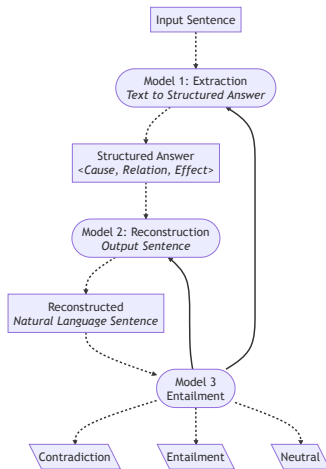 Input Sentence
Model 1: Extraction
Text to Structured Answer
Structured Answer
<Cause, Relation, Effect>
Model 2: Reconstruction
Output Sentence
Reconstructed
Natural Language Sentence
Model 3
Entailment
Contradiction
Entailment
Neutral